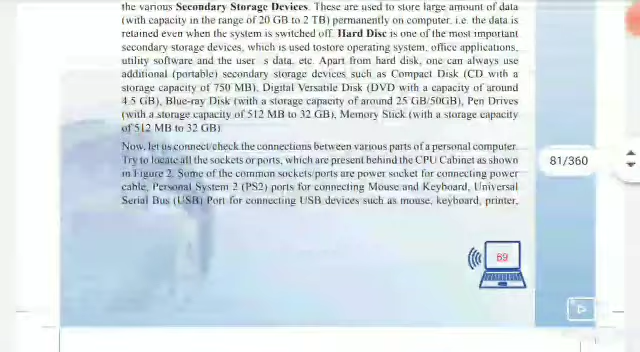 the various Secondary Storage Devices. These are used to store large amount of data
(with capacity in the range of 20 GB to 2 TB) permanently on computer, i.e. the data is
retained even when the system is switched off. Hard Disc is one of the most important
secondary storage devices, which is used tostore operating system, office applications,
utility software and the user s data, etc. Apart from hard disk, one can always use
additional (portable) secondary storage devices such as Compact Disk (CD with a
storage capacity of 750 MB), Digital Versatile Disk (DVD with a capacity of around
4.5 GB), Blue-ray Disk (with a storage capacity of around 25 GB/50GB), Pen Drives
(with a storage capacity of 512 MB to 32 GB), Memory Stick (with a storage capacity
of 512 MB to 32 GB)
Now, let us connect/check the connections between various parts of a personal computer.
Try to locate all the sockets or ports, which are present behind the CPU Cabinet as shown
in Figure 2. Some of the common sockets/ports are power socket for connecting power
cable, Personal System 2 (PS2) ports for connecting Mouse and Keyboard, Universal
Serial Bus (USB) Port for connecting USB devices such as mouse, keyboard, printer,
81/360
69